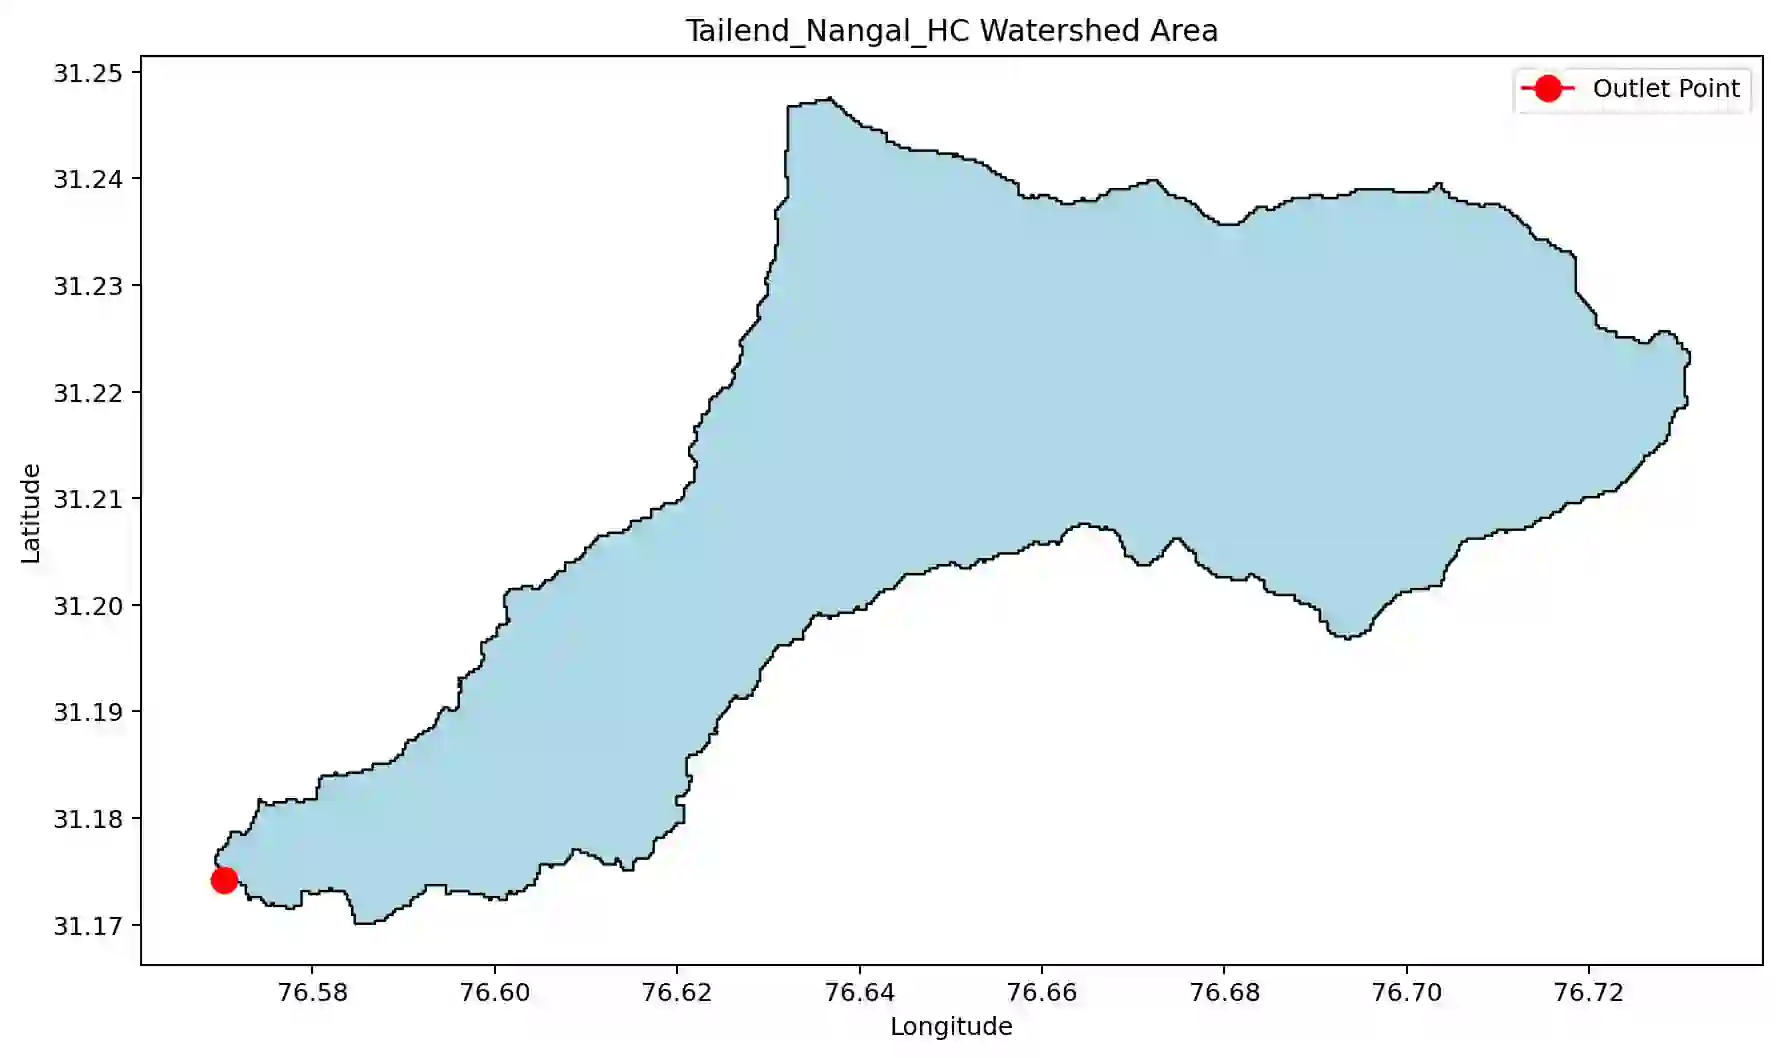 Tailend_Nangal_HC Watershed Area
Outlet Point
31.25
31.24
31.23
31.22
31.21
31.20
31.19
31.18
31.17
Latitude
76.58 76.60 76.62 76.64 76.66 76.68 76.70 76.72
Longitude